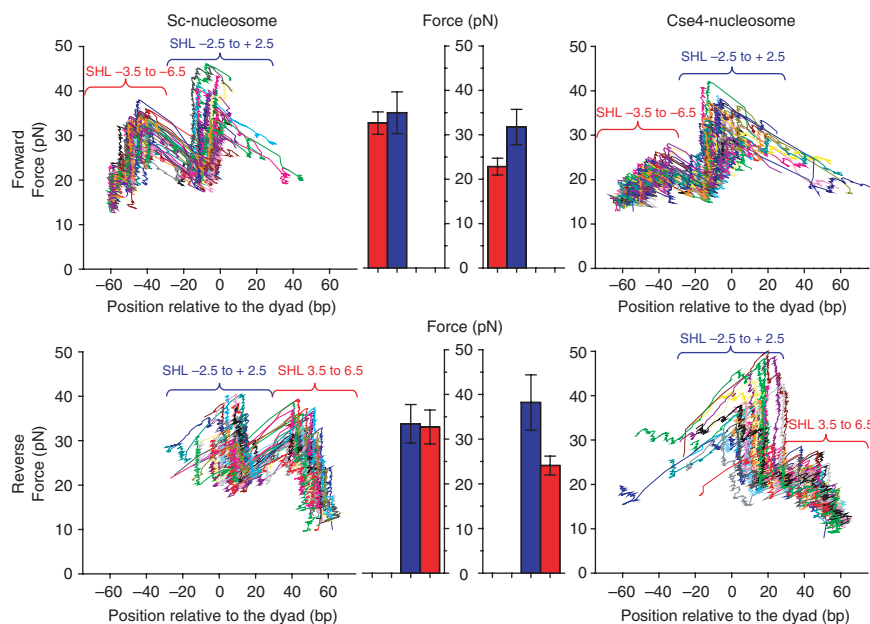 Sc-nucleosome
Force (pN)
Cse4-nucleosome
SHL –2.5 to + 2.5
SHL –3.5 to –6.5
50
40
30
20
10
0
Forward
Force (pN)
–60 –40 –20 0 20 40 60
Position relative to the dyad (bp)
50
40
30
20
10
0
50
40
30
20
10
0
SHL –2.5 to + 2.5
SHL –3.5 to –6.5
–60 –40 –20 0 20 40 60
Position relative to the dyad (bp)
Force (pN)
SHL –2.5 to + 2.5
SHL 3.5 to 6.5
50
40
30
20
10
0
Reverse
Force (pN)
–60 –40 –20 0 20 40 60
Position relative to the dyad (bp)
50
40
35
30
20
10
0
50
40
30
20
10
0
SHL –2.5 to + 2.5
SHL 3.5 to 6.5
–60 –40 –20 0 20 40 60
Position relative to the dyad (bp)